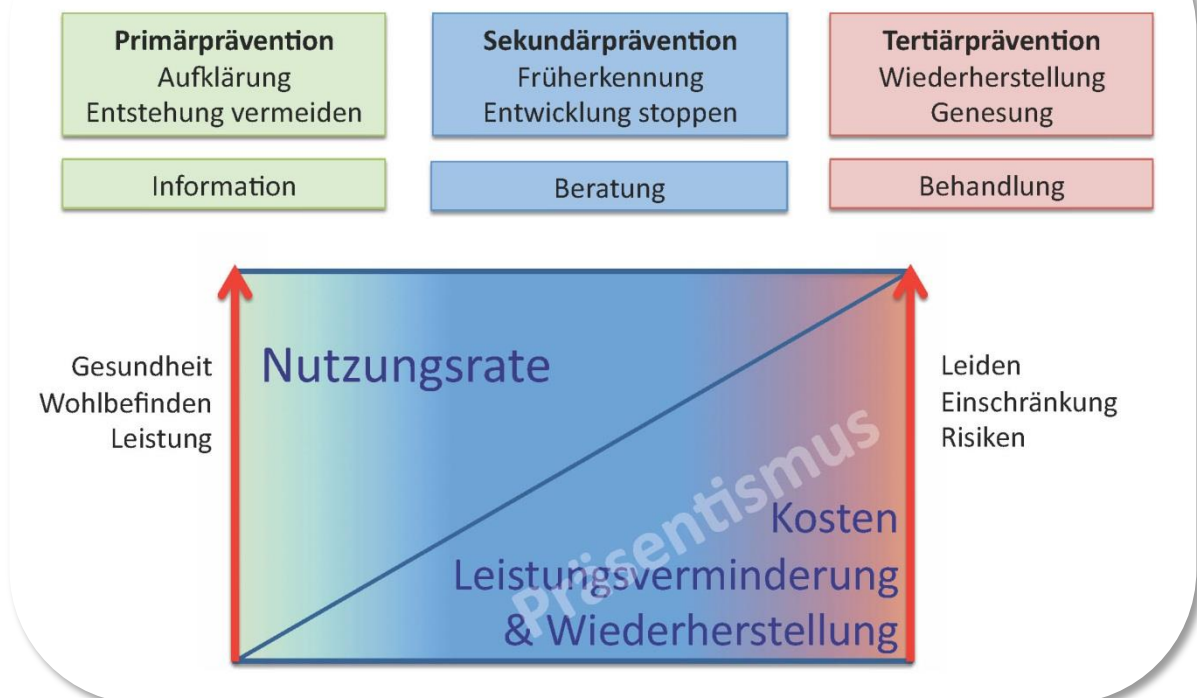 Primärprävention
Aufklärung
Entstehung vermeiden
Sekundärprävention
Früherkennung
Entwicklung stoppen
Tertiärprävention
Wiederherstellung
Genesung
Information
Beratung
Behandlung
Gesundheit
Wohlbefinden
Leistung
Nutzungsrate
Präsentismus
Kosten
Leistungsverminderung
& Wiederherstellung
Leiden
Einschränkung
Risiken